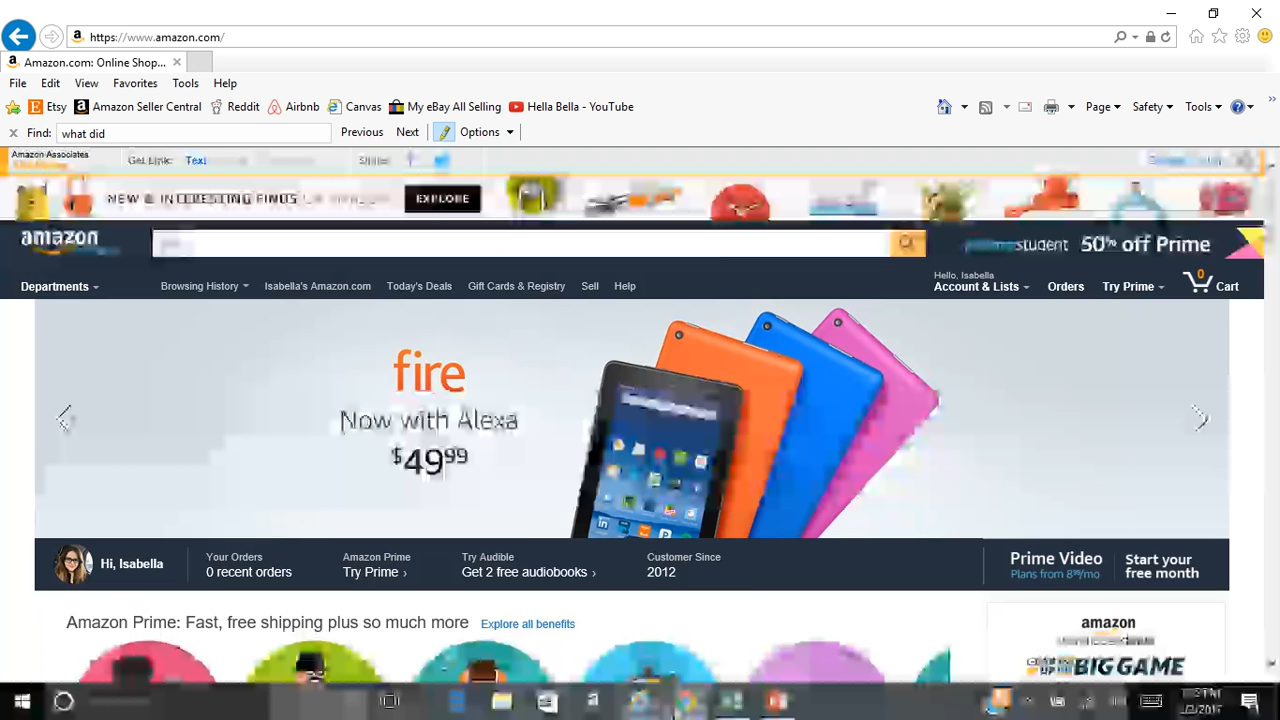 https://www.amazon.com/
Amazon.com: Online Shop...
File Edit View Favorites Tools Help
Etsy Amazon Seller Central Reddit Airbnb Canvas My eBay All Selling Hella Bella - YouTube
Page Safety Tools
Find: what did Previous Next Options
Amazon Associates Get Link: Text Share:
NEW & INTERESTING FINDS EXPLORE
amazon student 50% off Prime
Departments Browsing History Isabella's Amazon.com Today's Deals Gift Cards & Registry Sell Help Hello, Isabella Account & Lists Orders Try Prime 0 Cart
fire
Now with Alexa
$49.99
Hi, Isabella
Your Orders
0 recent orders
Amazon Prime
Try Prime ›
Try Audible
Get 2 free audiobooks ›
Customer Since
2012
Prime Video
Plans from 8.99/mo
Start your
free month
Amazon Prime: Fast, free shipping plus so much more Explore all benefits
amazon
BIG GAME